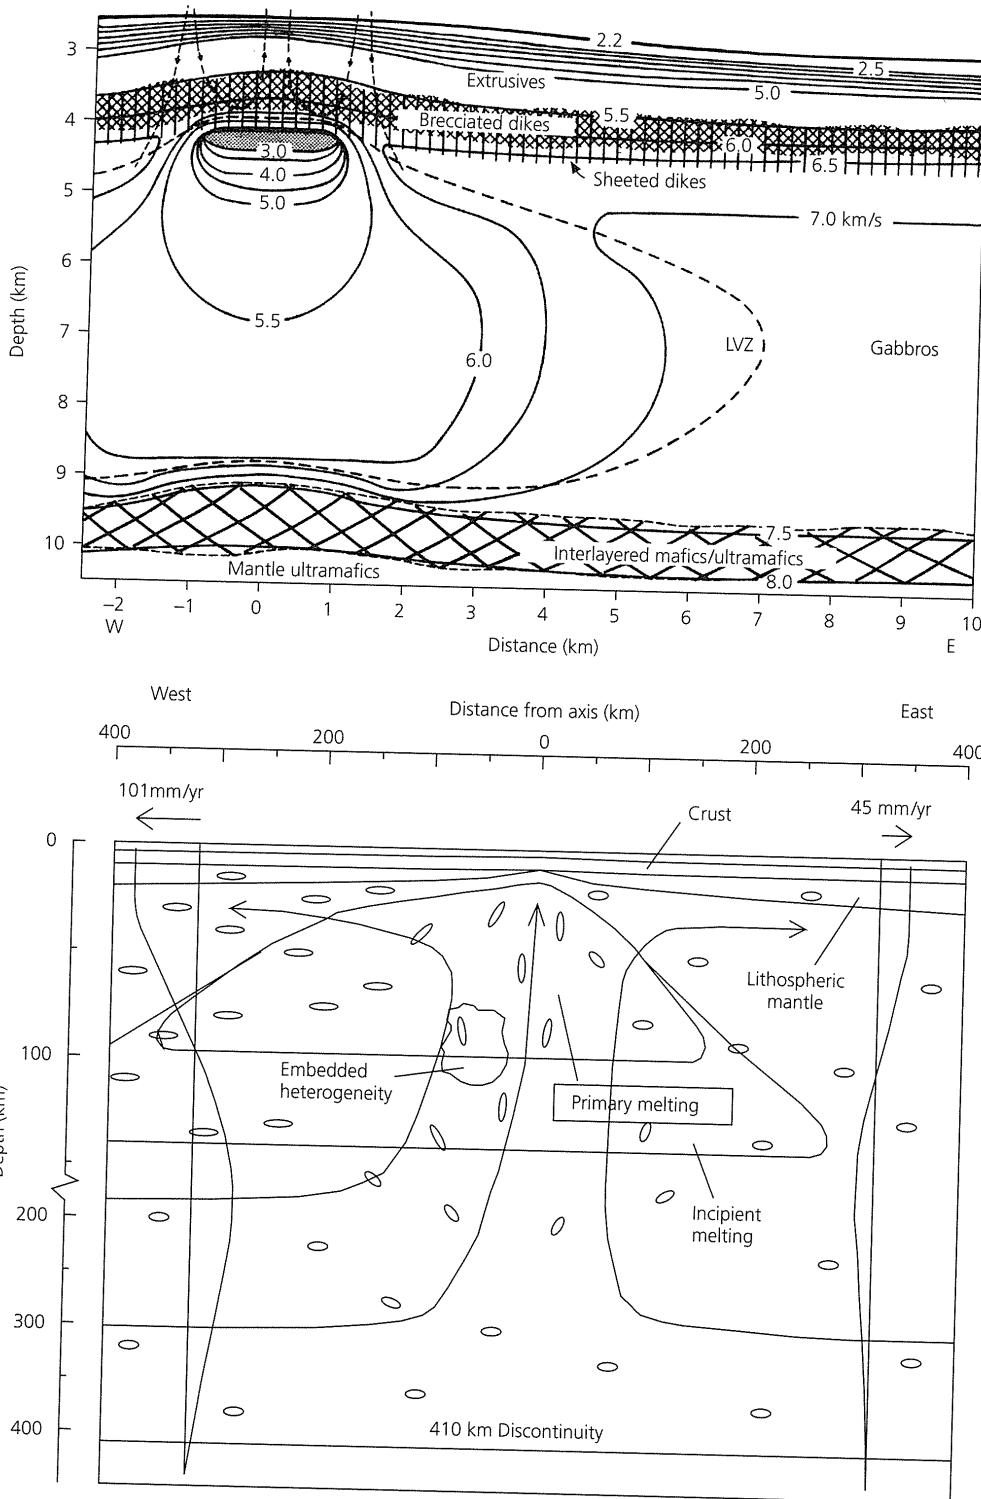 2.2
3
2.5
Extrusives
5.0
5.5
4
Brecciated dikes
6.0
3.0
6.5
4.0
Sheeted dikes
5
5.0
7.0 km/s
6
Depth (km)
5.5
7
LVZ
Gabbros
6.0
8
9
7.5
10
Interlayered mafics/ultramafics
Mantle ultramafics
8.0
−2 −1 0 1 2 3 4 5 6 7 8 9 10
W
Distance (km)
E
West
Distance from axis (km)
East
400 200 0 200 400
101mm/yr
45 mm/yr
Crust
0
Lithospheric
mantle
100
Embedded
heterogeneity
Primary melting
Depth (km)
200
Incipient
melting
300
400
410 km Discontinuity